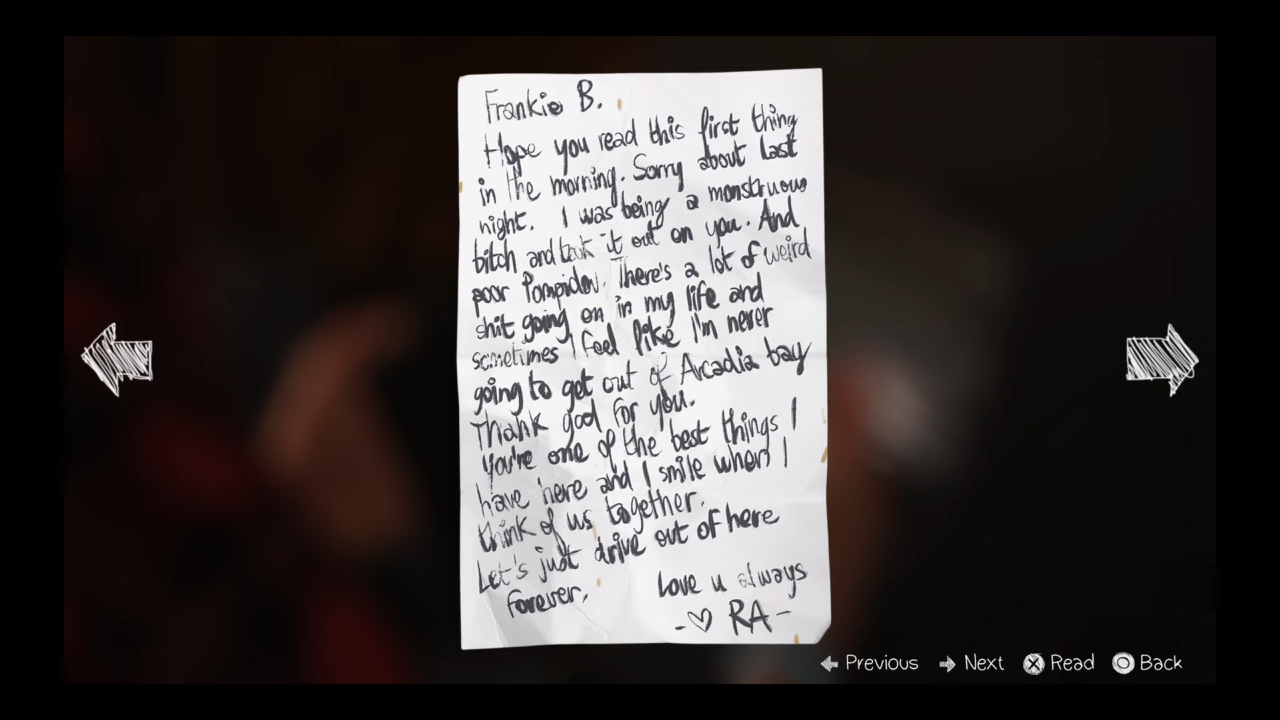 Frankie B.
Hope you read this first thing
in the morning. Sorry about last
night. I was being a monstruous
bitch and took it out on you. And
poor Pompidou. There's a lot of weird
shit going on in my life and
sometimes I feel like I'm never
going to get out of Arcadia bay
Thank god for you.
You're one of the best things I
have here and I smile when I
think of us together.
Let's just drive out of here
forever.
Love u always
- ♡ RA -
Previous Next Read Back